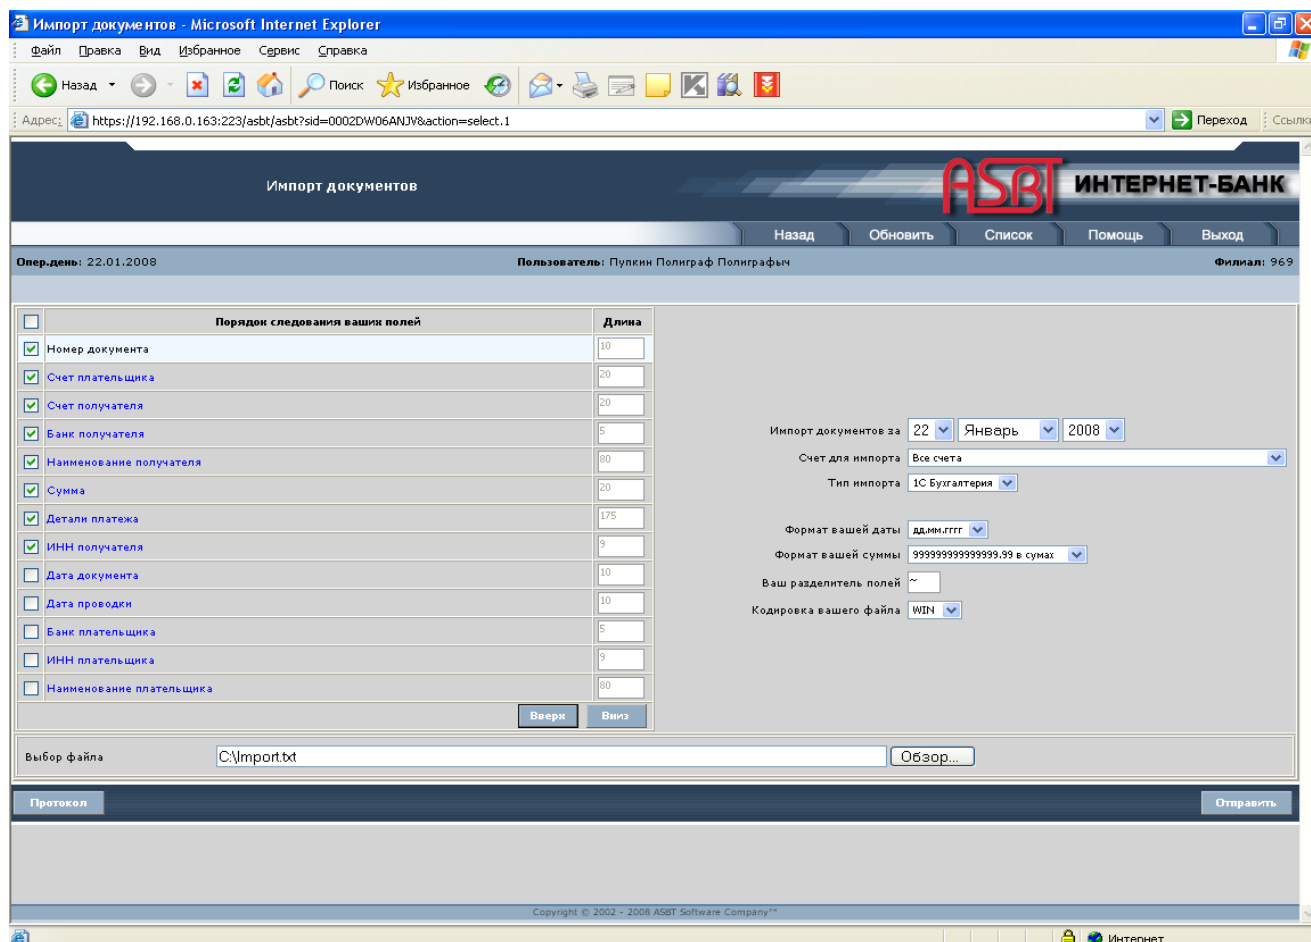 Импорт документов - Microsoft Internet Explorer
Файл Правка Вид Избранное Сервис Справка
Назад Поиск Избранное
Адрес: https://192.168.0.163:223/asbt/asbt?sid=0002DW06ANJV&action=select.1 Переход Ссылки
Импорт документов ASBT ИНТЕРНЕТ-БАНК
Назад Обновить Список Помощь Выход
Опер.день: 22.01.2008 Пользователь: Пупкин Полиграф Полиграфыч Филиал: 969
Порядок следования ваших полей Длина
Номер документа 10
Счет плательщика 20
Счет получателя 20
Банк получателя 5
Наименование получателя 80
Сумма 20
Детали платежа 175
ИНН получателя 9
Дата документа 10
Дата проводки 10
Банк плательщика 5
ИНН плательщика 9
Наименование плательщика 80
Вверх Вниз
Импорт документов за 22 Январь 2008
Счет для импорта Все счета
Тип импорта 1С Бухгалтерия
Формат вашей даты дд.мм.гггг
Формат вашей суммы 999999999999999.99 в сумах
Ваш разделитель полей ~
Кодировка вашего файла WIN
Выбор файла C:\Import.txt Обзор...
Протокол Отправить
Copyright © 2002 - 2008 ASBT Software Company™
Интернет